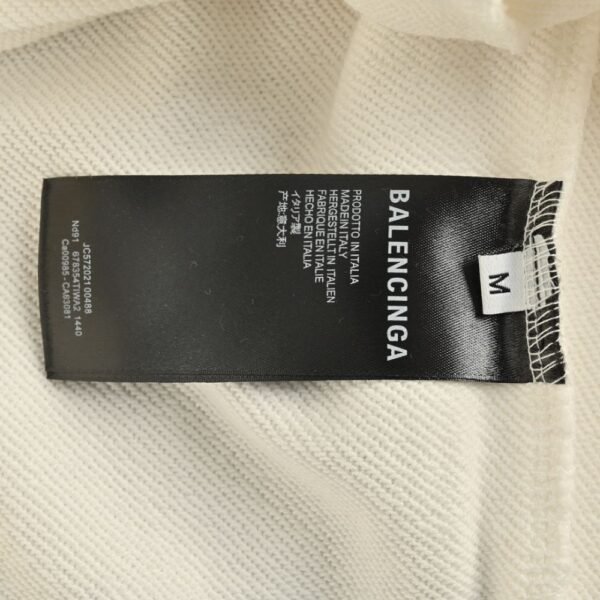 M
BALENCINGA
PRODOTTO IN ITALIA
MADE IN ITALY
HERGESTELLT IN ITALIEN
FABRIQUE EN ITALIE
HECHO EN ITALIA
イタリア製
产地:意大利
JC572021 00488
Nd91 678354TIWA2 1440
Ca00985 - CA63081